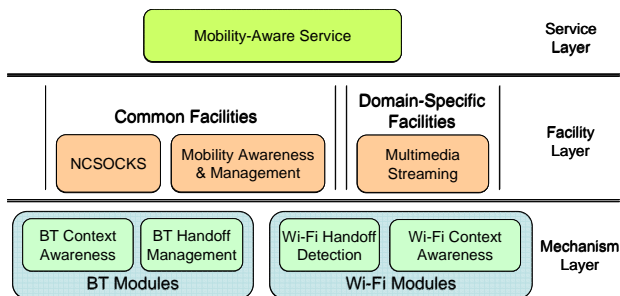 Mobility-Aware Service
Service
Layer
Common Facilities
Domain-Specific
Facilities
NCSOCKS
Mobility Awareness
& Management
Multimedia
Streaming
Facility
Layer
BT Context
Awareness
BT Handoff
Management
Wi-Fi Handoff
Detection
Wi-Fi Context
Awareness
BT Modules
Wi-Fi Modules
Mechanism
Layer